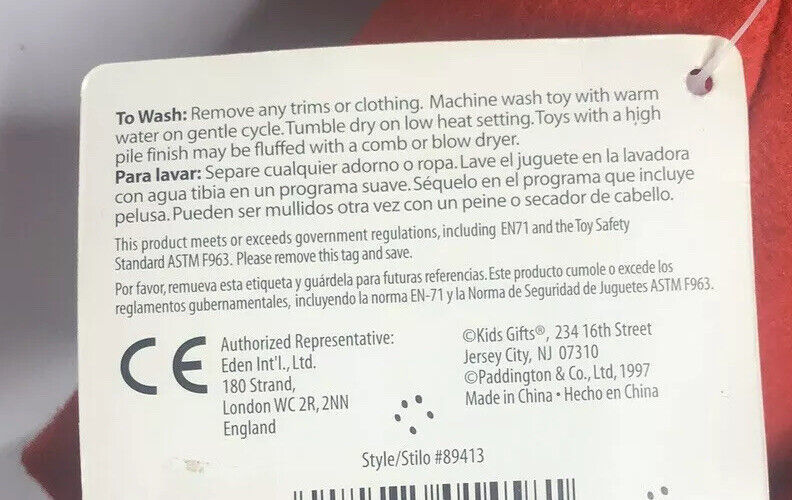 To Wash: Remove any trims or clothing. Machine wash toy with warm
water on gentle cycle. Tumble dry on low heat setting. Toys with a high
pile finish may be fluffed with a comb or blow dryer.
Para lavar: Separe cualquier adorno o ropa. Lave el juguete en la lavadora
con agua tibia en un programa suave. Séquelo en el programa que incluye
pelusa. Pueden ser mullidos otra vez con un peine o secador de cabello.
This product meets or exceeds government regulations, including EN71 and the Toy Safety
Standard ASTM F963. Please remove this tag and save.
Por favor, remueva esta etiqueta y guárdela para futuras referencias. Este producto cumole o excede los
reglamentos gubernamentales, incluyendo la norma EN-71 y la Norma de Seguridad de Juguetes ASTM F963.
CE
Authorized Representative:
Eden Int'l., Ltd.
180 Strand,
London WC 2R, 2NN
England
©Kids Gifts®, 234 16th Street
Jersey City, NJ 07310
©Paddington & Co., Ltd, 1997
Made in China • Hecho en China
Style/Stilo #89413